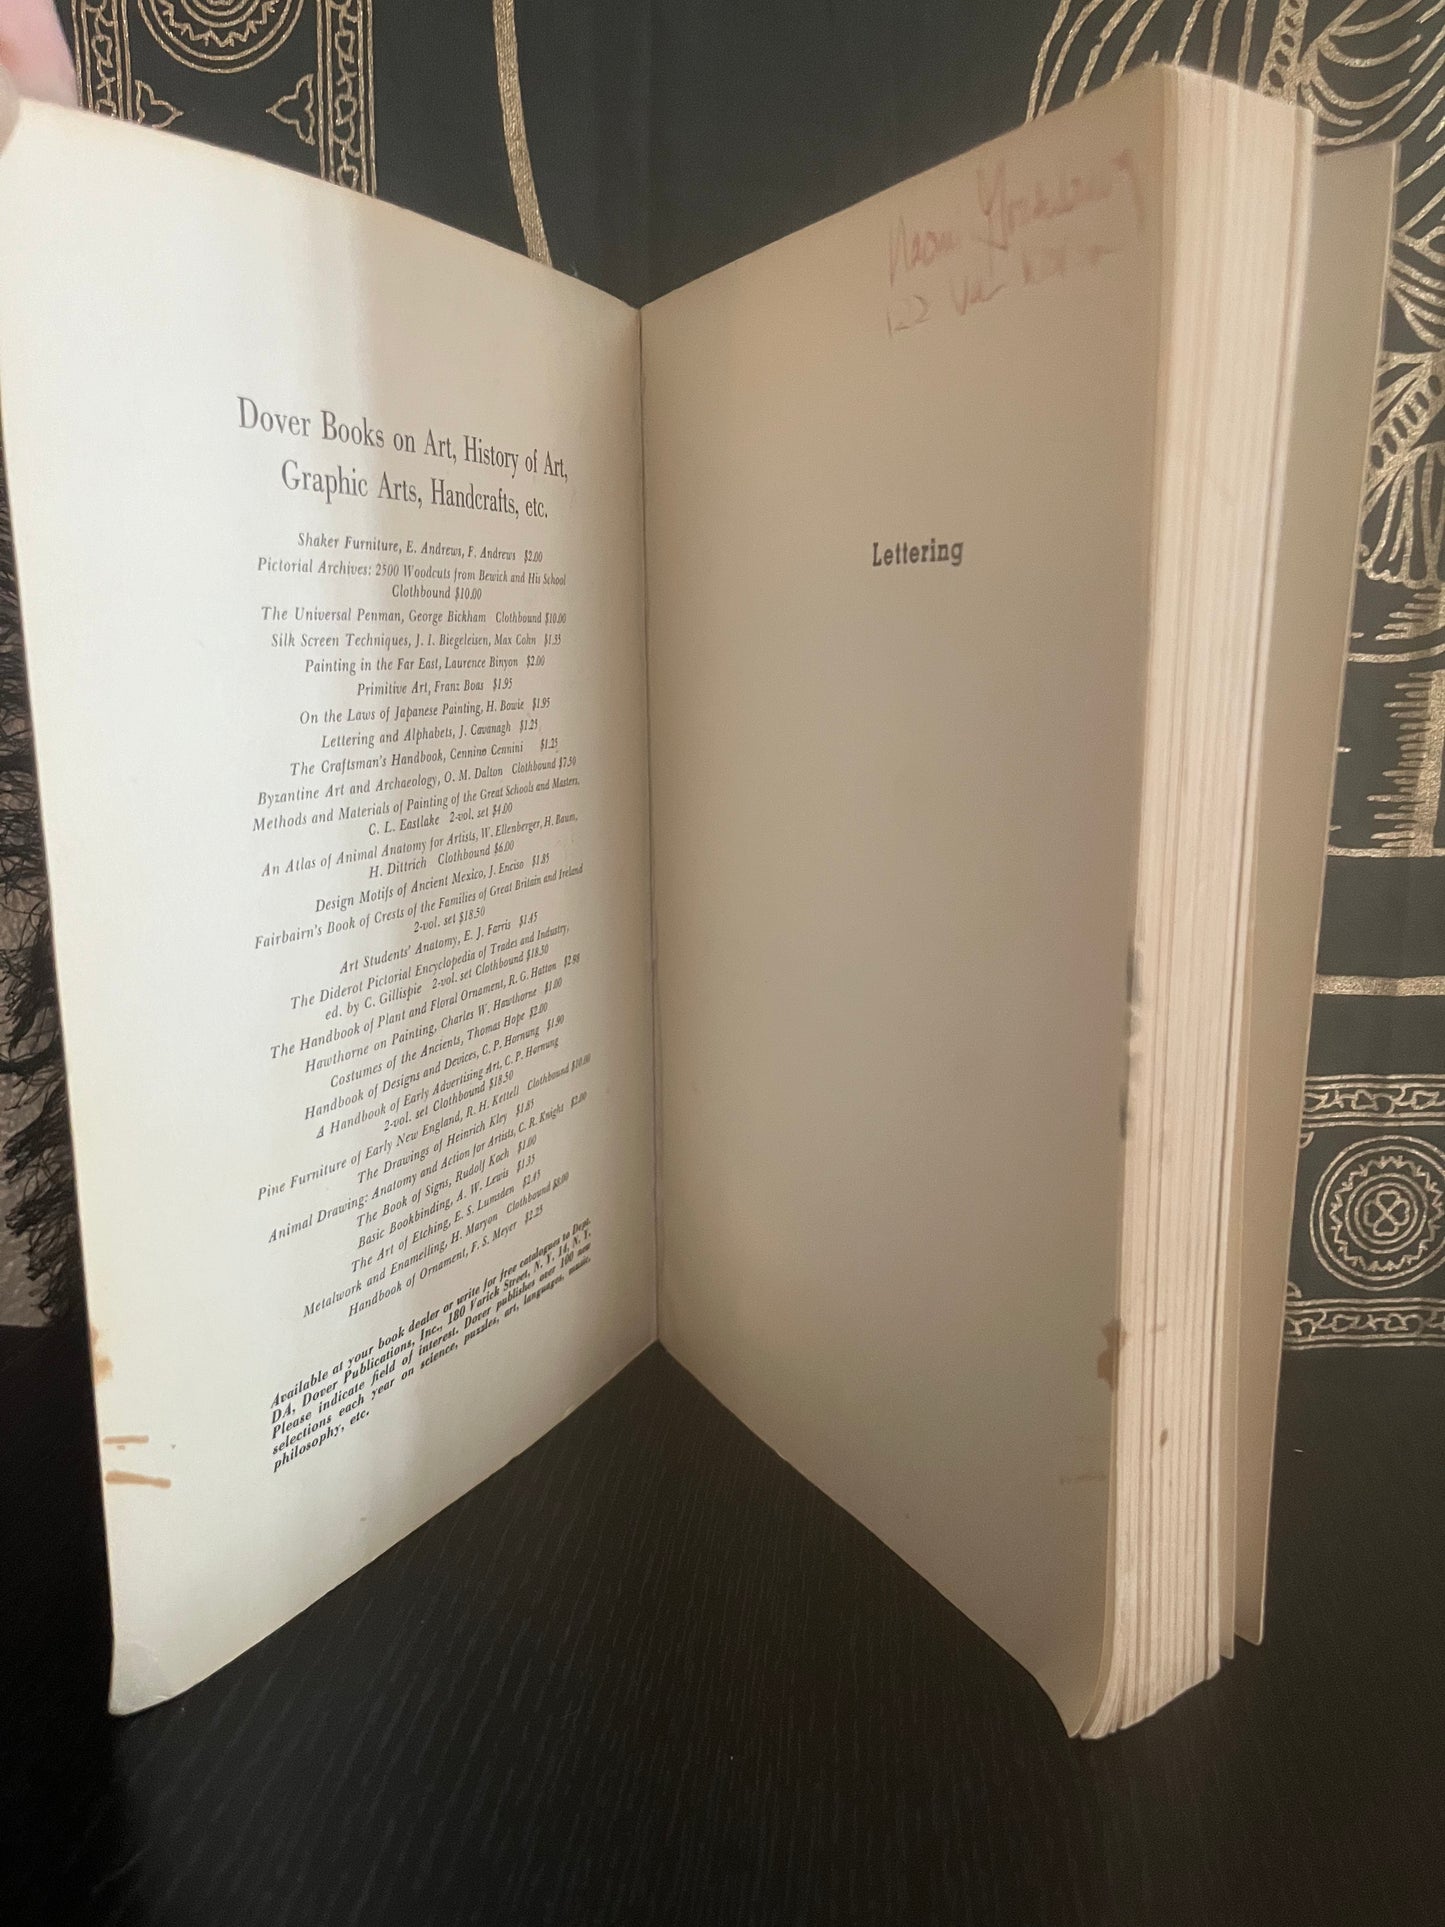 Dover Books on Art, History of Art,
Graphic Arts, Handcrafts, etc.
Shaker Furniture, E. Andrews, F. Andrews $2.00
Pictorial Archives: 2500 Woodcuts from Bewick and His School
Clothbound $10.00
The Universal Penman, George Bickham Clothbound $10.00
Silk Screen Techniques, J. I. Biegeleisen, Max Cohn
Painting in the Far East, Laurence Binyon $2.00
Primitive Art, Franz Boas $1.95
On the Laws of Japanese Painting, H. Bowie $1.95
Lettering and Alphabets, J. Cavanagh $1.25
The Craftsman's Handbook, Cennino Cennini $1.25
Byzantine Art and Archaeology, O. M. Dalton Clothbound $7.50
Methods and Materials of Painting of the Great Schools and Masters,
C. L. Eastlake 2-vol. set $4.00
An Atlas of Animal Anatomy for Artists, W. Ellenberger, H. Baum,
H. Dittrich Clothbound $6.00
Design Motifs of Ancient Mexico, J. Enciso $1.85
Fairbairn's Book of Crests of the Families of Great Britain and Ireland
2-vol. set $18.50
Art Students' Anatomy, E. J. Farris $1.45
The Diderot Pictorial Encyclopedia of Trades and Industry,
ed. by C. Gillispie 2-vol. set Clothbound $18.50
The Handbook of Plant and Floral Ornament, R. G. Hatton $2.98
Hawthorne on Painting, Charles W. Hawthorne $1.00
Costumes of the Ancients, Thomas Hope $2.00
Handbook of Designs and Devices, C. P. Hornung $1.90
A Handbook of Early Advertising Art, C. P. Hornung
2-vol. set Clothbound $18.50
Pine Furniture of Early New England, R. H. Kettell Clothbound $10.00
The Drawings of Heinrich Kley $1.85
Animal Drawing: Anatomy and Action for Artists, C. R. Knight $2.00
The Book of Signs, Rudolf Koch $1.00
Basic Bookbinding, A. W. Lewis $1.35
The Art of Etching, E. S. Lumsden $2.45
Metalwork and Enamelling, H. Maryon Clothbound $8.00
Handbook of Ornament, F. S. Meyer $2.25
Available at your book dealer or write for free catalogues to Dept.
DA, Dover Publications, Inc., 180 Varick Street, N. Y. 14, N. Y.
Please indicate field of interest. Dover publishes over 100 new
selections each year on science, puzzles, art, languages, music,
philosophy, etc.
Naomi
122
Lettering